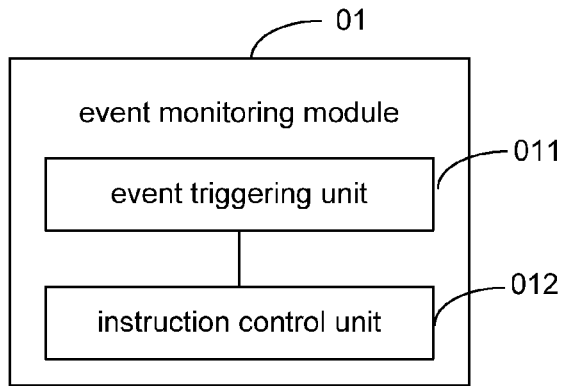 01
event monitoring module
011
event triggering unit
012
instruction control unit